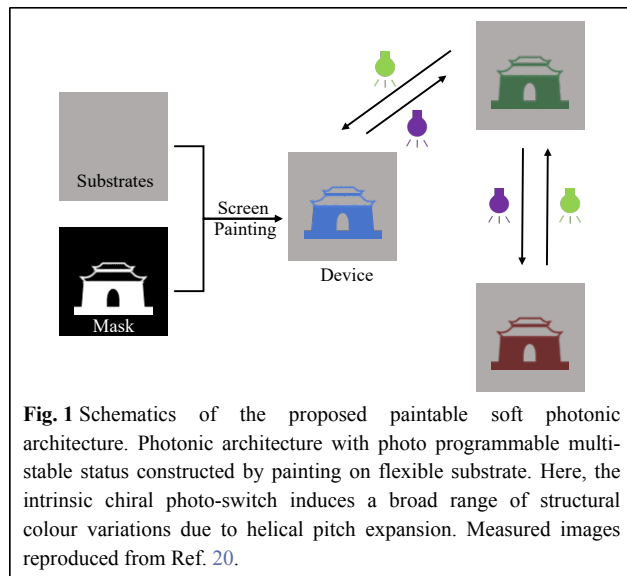 Substrates
Mask
Screen
Painting
Device
Fig. 1 Schematics of the proposed paintable soft photonic
architecture. Photonic architecture with photo programmable multi-
stable status constructed by painting on flexible substrate. Here, the
intrinsic chiral photo-switch induces a broad range of structural
colour variations due to helical pitch expansion. Measured images
reproduced from Ref. 20.